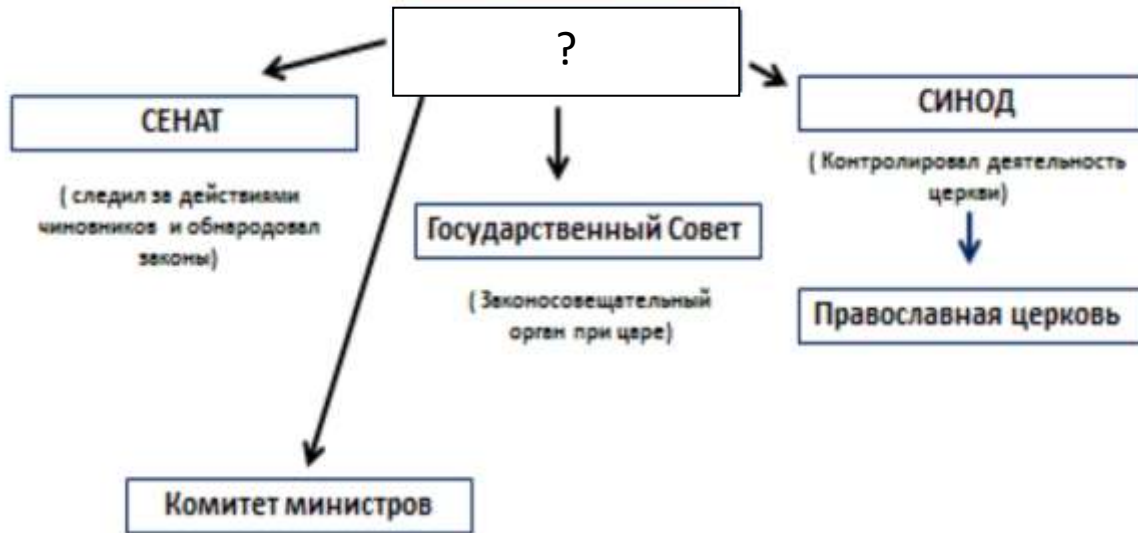 ?
СЕНАТ
( следил за действиями
чиновников и обнародовал
законы)
Государственный Совет
( Законосовещательный
орган при царе)
СИНОД
( Контролировал деятельность
церкви)
Православная церковь
Комитет министров